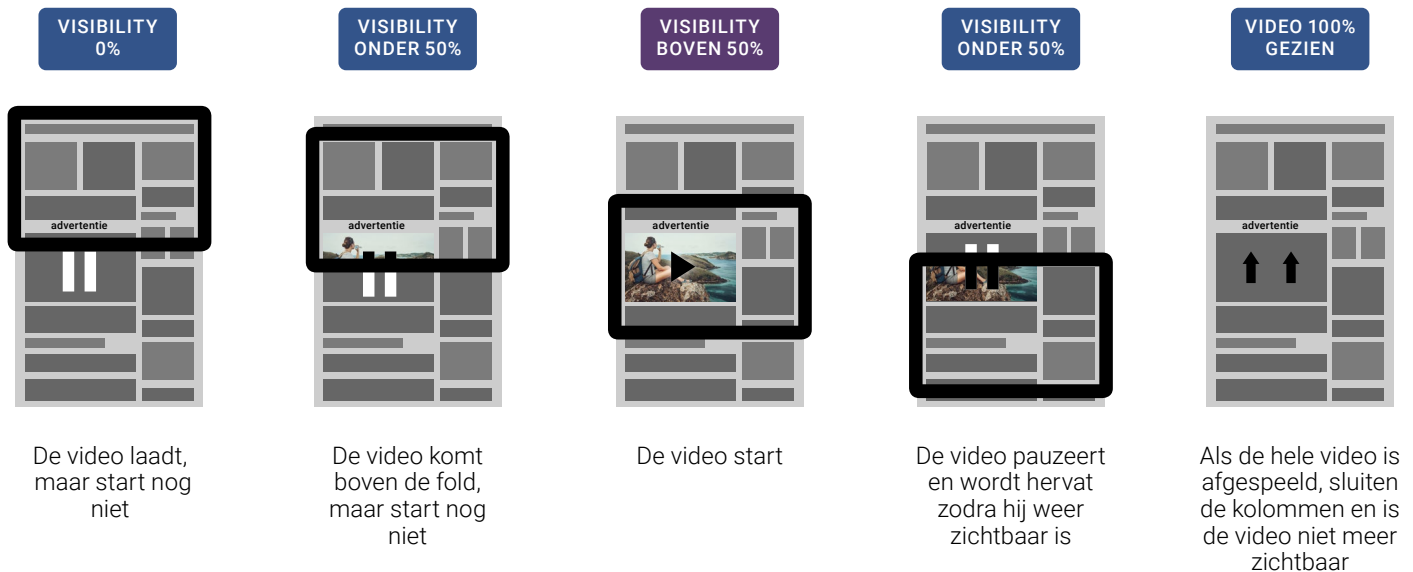 VISIBILITY
0%
VISIBILITY
ONDER 50%
VISIBILITY
BOVEN 50%
VISIBILITY
ONDER 50%
VIDEO 100%
GEZIEN
advertentie
advertentie
advertentie
advertentie
advertentie
De video laadt,
maar start nog
niet
De video komt
boven de fold,
maar start nog
niet
De video start
De video pauzeert
en wordt hervat
zodra hij weer
zichtbaar is
Als de hele video is
afgespeeld, sluiten
de kolommen en is
de video niet meer
zichtbaar